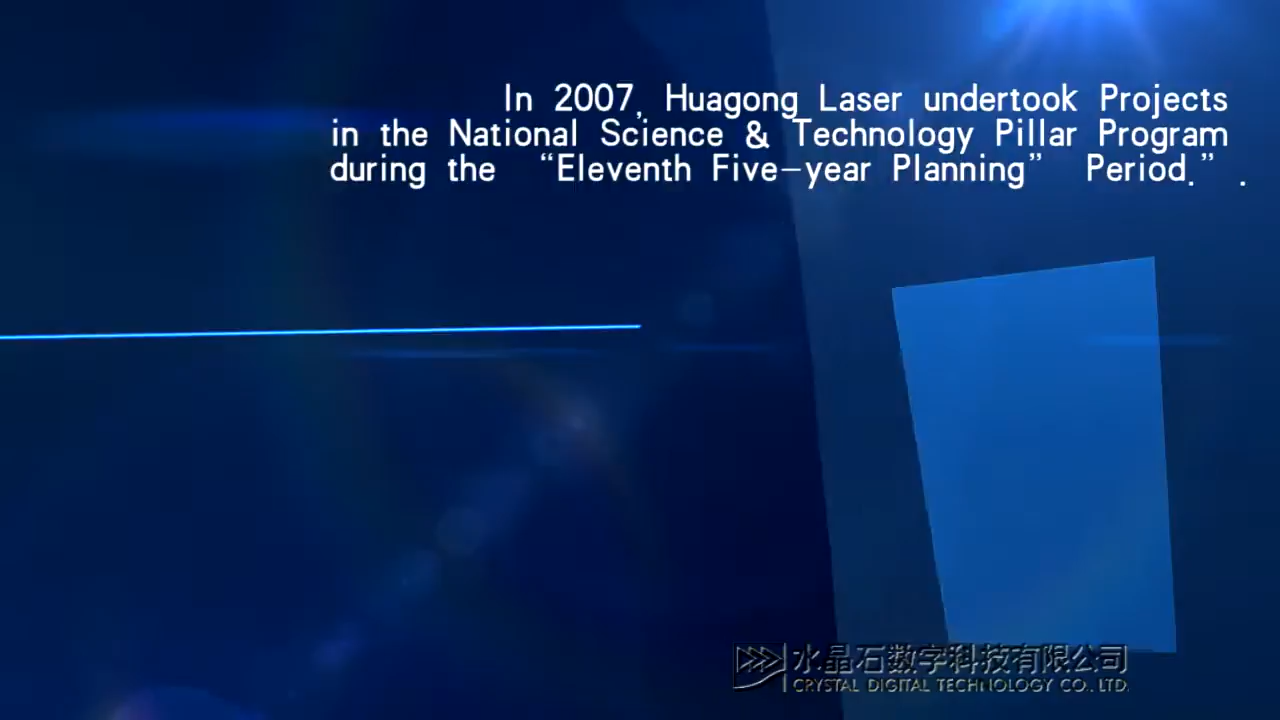 In 2007, Huagong Laser undertook Projects
in the National Science & Technology Pillar Program
during the “Eleventh Five-year Planning” Period.” .
水晶石数字科技有限公司
CRYSTAL DIGITAL TECHNOLOGY CO., LTD.